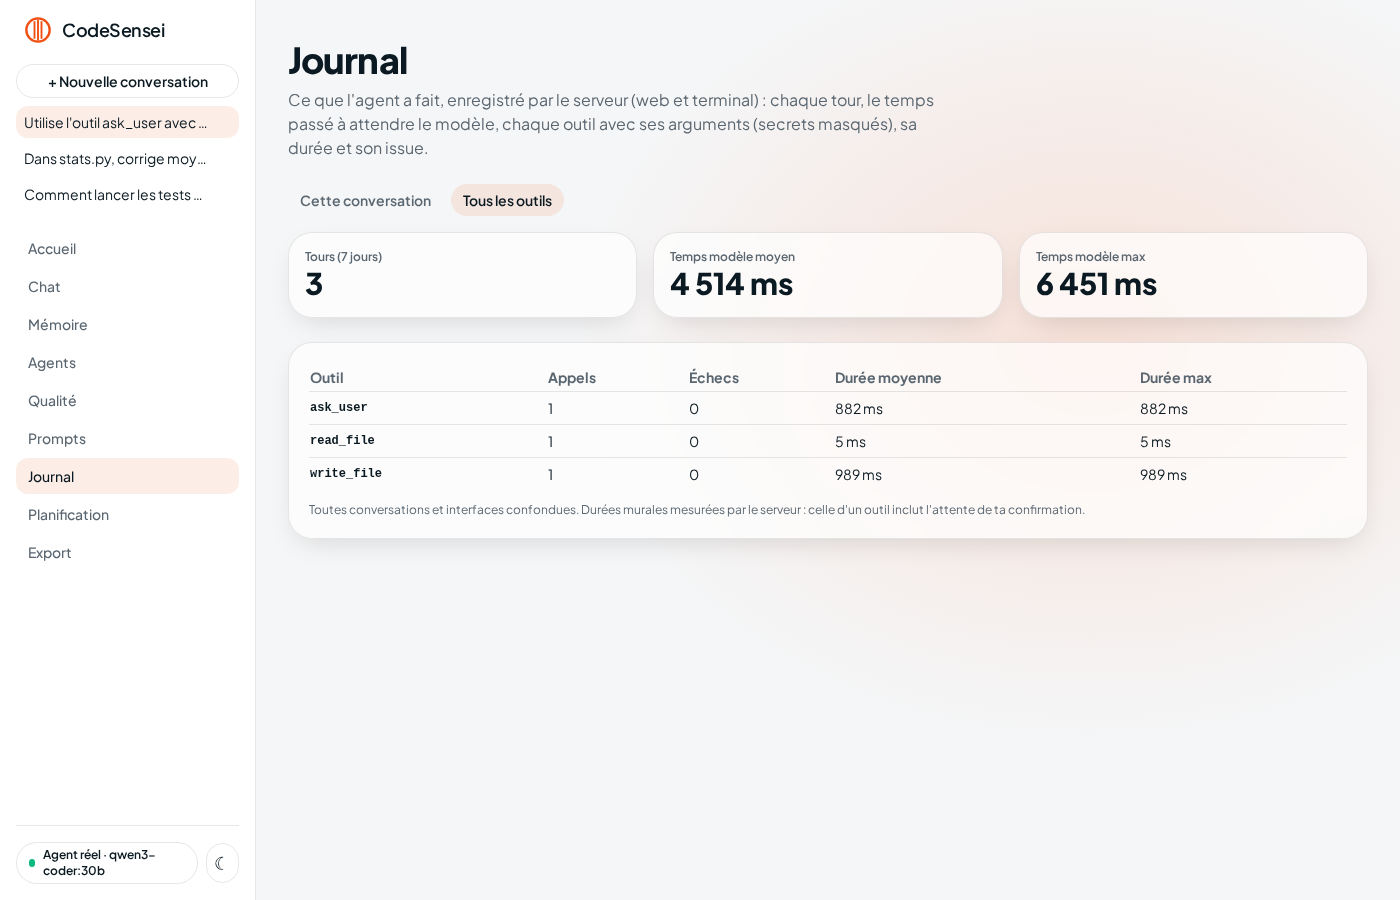 CodeSensei
+ Nouvelle conversation
Utilise l'outil ask_user avec ...
Dans stats.py, corrige moy...
Comment lancer les tests ...
Accueil
Chat
Mémoire
Agents
Qualité
Prompts
Journal
Planification
Export
Agent réel · qwen3-
coder:30b
Journal
Ce que l'agent a fait, enregistré par le serveur (web et terminal) : chaque tour, le temps
passé à attendre le modèle, chaque outil avec ses arguments (secrets masqués), sa
durée et son issue.
Cette conversation Tous les outils
Tours (7 jours) Temps modèle moyen Temps modèle max
3 4 514 ms 6 451 ms
Outil Appels Échecs Durée moyenne Durée max
ask_user 1 0 882 ms 882 ms
read_file 1 0 5 ms 5 ms
write_file 1 0 989 ms 989 ms
Toutes conversations et interfaces confondues. Durées murales mesurées par le serveur : celle d'un outil inclut l'attente de ta confirmation.